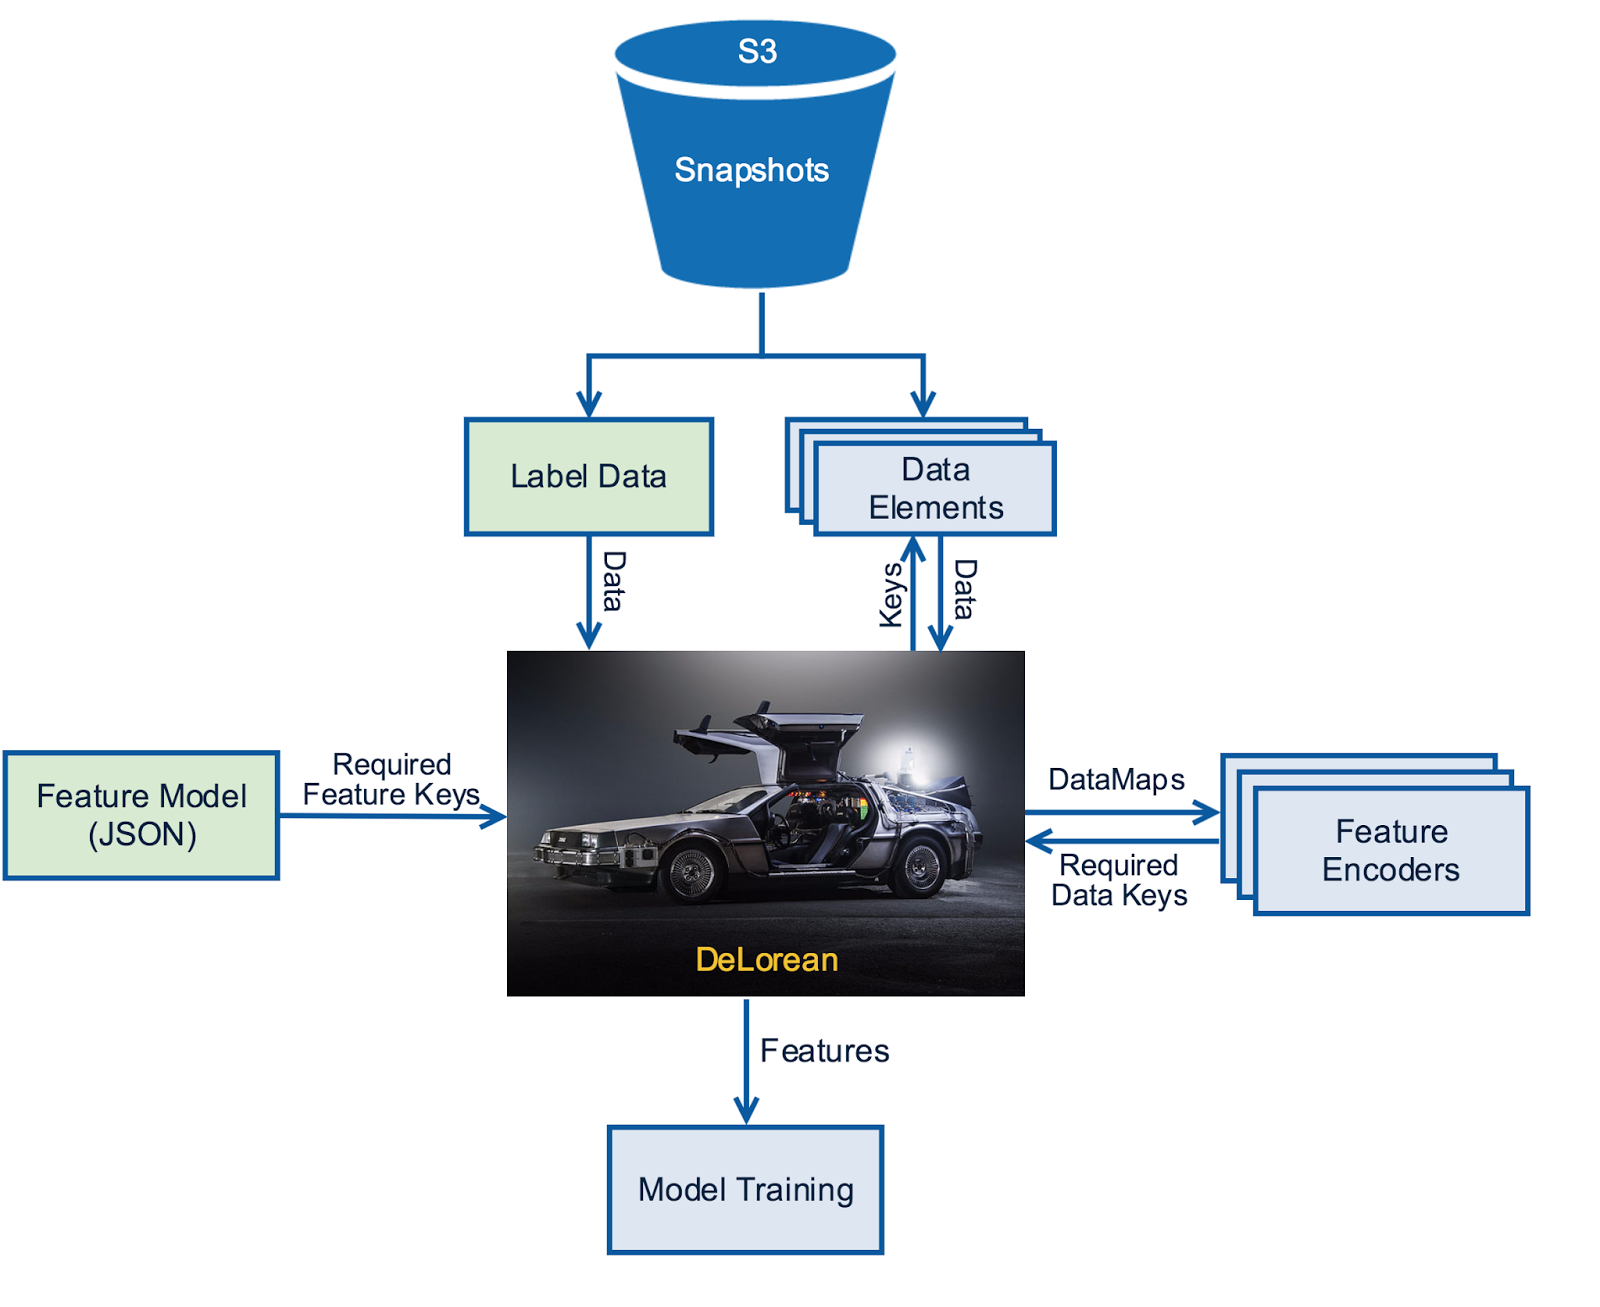 S3
Snapshots
Label Data
Data
Elements
Data
Keys
Data
Feature Model
(JSON)
Required
Feature Keys
DataMaps
Required
Data Keys
Feature
Encoders
DeLorean
Features
Model Training